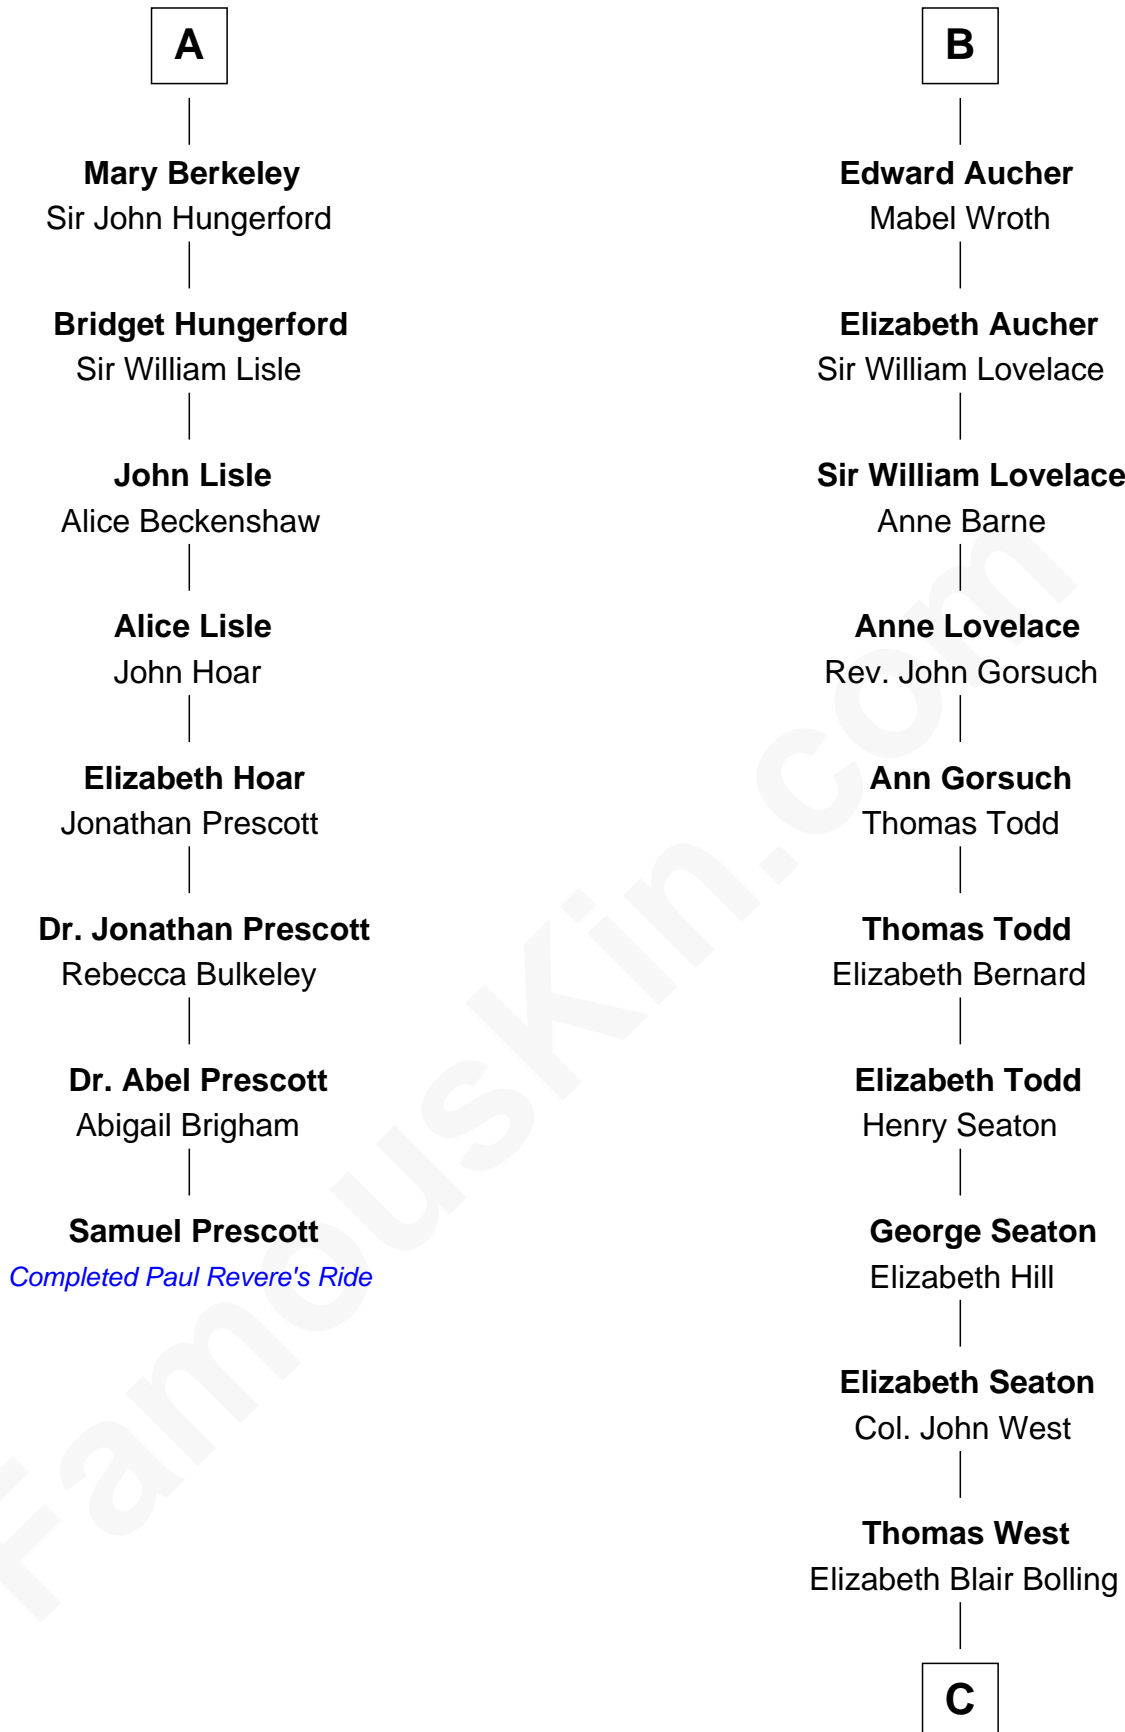 A
Mary Berkeley
Sir John Hungerford
Bridget Hungerford
Sir William Lisle
John Lisle
Alice Beckenshaw
Alice Lisle
John Hoar
Elizabeth Hoar
Jonathan Prescott
Dr. Jonathan Prescott
Rebecca Bulkeley
Dr. Abel Prescott
Abigail Brigham
Samuel Prescott
Completed Paul Revere's Ride
B
Edward Aucher
Mabel Wroth
Elizabeth Aucher
Sir William Lovelace
Sir William Lovelace
Anne Barne
Anne Lovelace
Rev. John Gorsuch
Ann Gorsuch
Thomas Todd
Thomas Todd
Elizabeth Bernard
Elizabeth Todd
Henry Seaton
George Seaton
Elizabeth Hill
Elizabeth Seaton
Col. John West
Thomas West
Elizabeth Blair Bolling
C
FamousKin.com